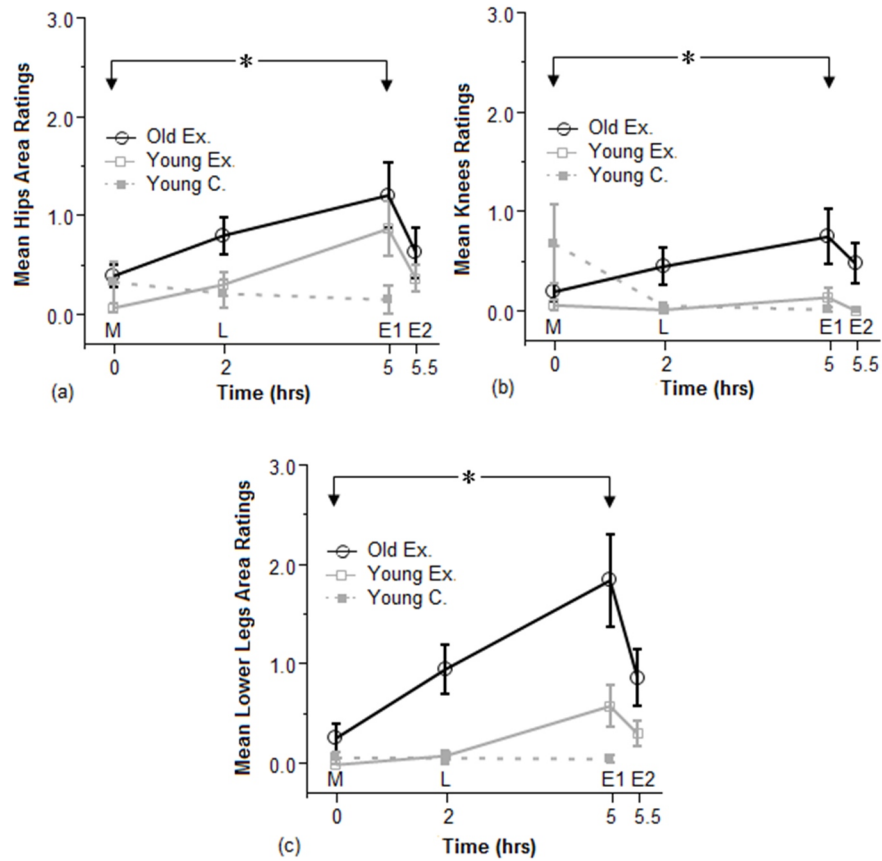 Mean Hips Area Ratings
3.0
2.0
1.0
0.0
*
Old Ex.
Young Ex.
Young C.
M L E1 E2
0 2 5 5.5
Time (hrs)
(a)
Mean Knees Ratings
3.0
2.0
1.0
0.0
*
Old Ex.
Young Ex.
Young C.
M L E1 E2
0 2 5 5.5
Time (hrs)
(b)
Mean Lower Legs Area Ratings
3.0
2.0
1.0
0.0
*
Old Ex.
Young Ex.
Young C.
M L E1 E2
0 2 5 5.5
Time (hrs)
(c)